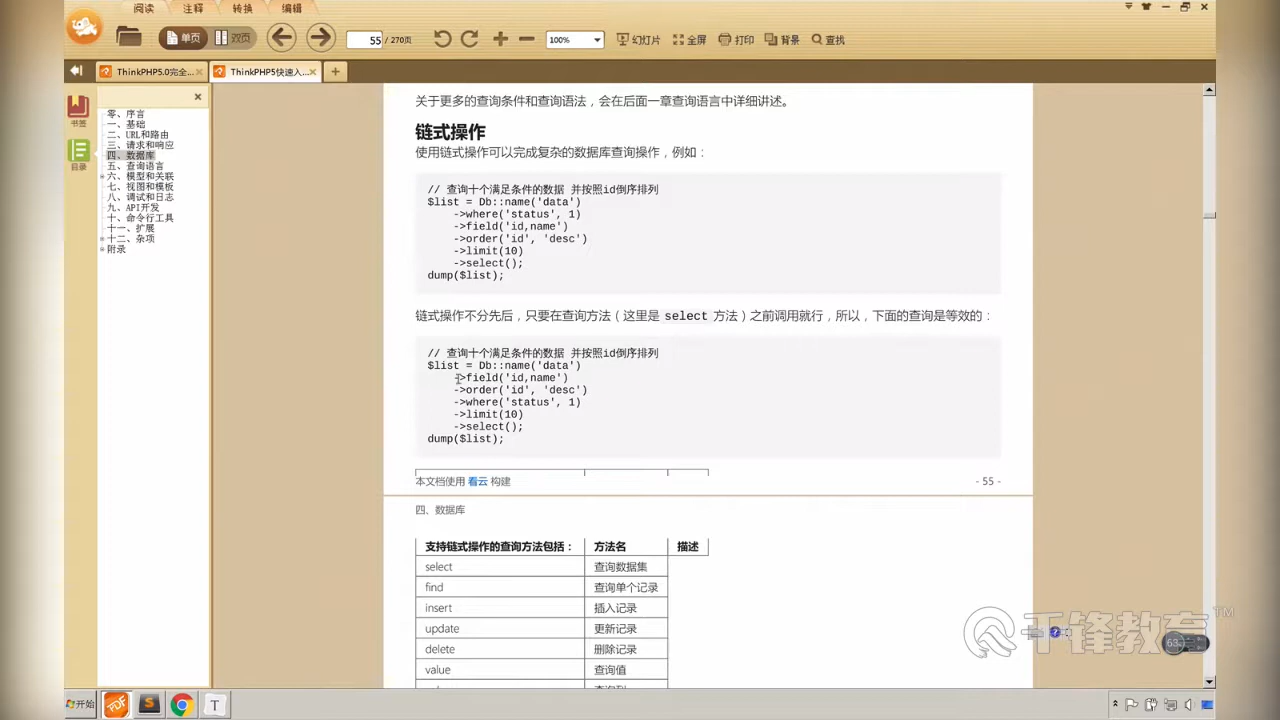 阅读 注释 转换 编辑
单页 双页 55 / 270页 100% 幻灯片 全屏 打印 背景 查找
ThinkPHP5.0完全... ThinkPHP5快速入...
书签
目录
零、序言
一、基础
二、URL和路由
三、请求和响应
四、数据库
五、查询语言
六、模型和关联
七、视图和模板
八、调试和日志
九、API开发
十、命令行工具
十一、扩展
十二、杂项
附录
关于更多的查询条件和查询语法，会在后面一章查询语言中详细讲述。
链式操作
使用链式操作可以完成复杂的数据库查询操作，例如：
// 查询十个满足条件的数据 并按照id倒序排列
$list = Db::name('data')
->where('status', 1)
->field('id,name')
->order('id', 'desc')
->limit(10)
->select();
dump($list);
链式操作不分先后，只要在查询方法（这里是 select 方法）之前调用就行，所以，下面的查询是等效的：
// 查询十个满足条件的数据 并按照id倒序排列
$list = Db::name('data')
->field('id,name')
->order('id', 'desc')
->where('status', 1)
->limit(10)
->select();
dump($list);
本文档使用 看云 构建 - 55 -
四、数据库
支持链式操作的查询方法包括： 方法名 描述
select 查询数据集
find 查询单个记录
insert 插入记录
update 更新记录
delete 删除记录
value 查询值
千锋教育 TM
开始